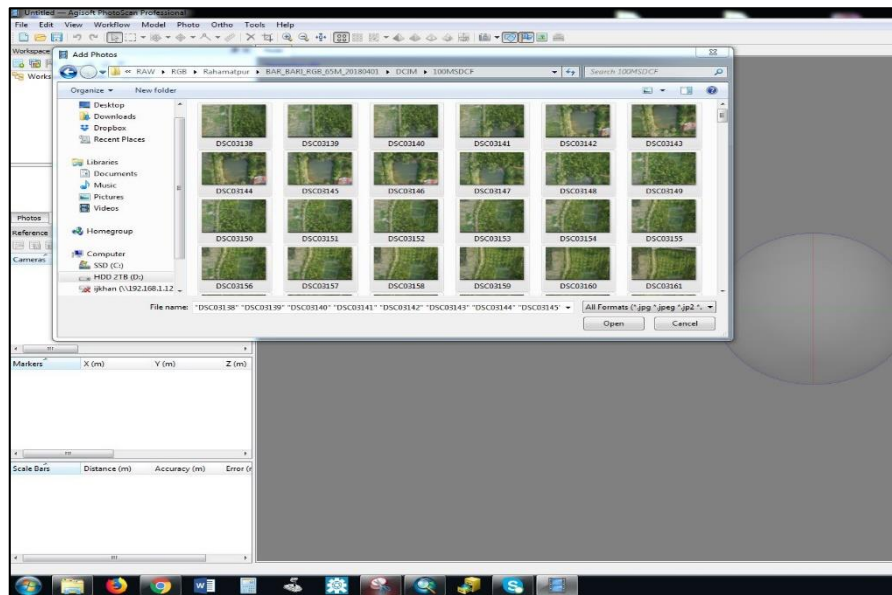 Untitled — Agisoft PhotoScan Professional
File Edit View Workflow Model Photo Ortho Tools Help
Workspace
Works
Add Photos
« RAW ▸ RGB ▸ Rahamatpur ▸ BAR_BARI_RGB_65M_20180401 ▸ DCIM ▸ 100MSDCF
Search 100MSDCF
Organize New folder
Desktop
Downloads
Dropbox
Recent Places
Libraries
Documents
Music
Pictures
Videos
Homegroup
Computer
SSD (C:)
HDD 2TB (D:)
ijkhan (\\192.168.1.12
DSC03138 DSC03139 DSC03140 DSC03141 DSC03142 DSC03143
DSC03144 DSC03145 DSC03146 DSC03147 DSC03148 DSC03149
DSC03150 DSC03151 DSC03152 DSC03153 DSC03154 DSC03155
DSC03156 DSC03157 DSC03158 DSC03159 DSC03160 DSC03161
File name: "DSC03138" "DSC03139" "DSC03140" "DSC03141" "DSC03142" "DSC03143" "DSC03144" "DSC03145"
All Formats (*.jpg *.jpeg *.jp2 *.
Open Cancel
Photos
Reference
Cameras
Markers X (m) Y (m) Z (m)
Scale Bars Distance (m) Accuracy (m) Error (